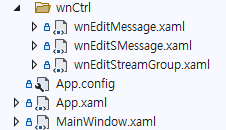 wnCtrl
wnEditMessage.xaml
wnEditSMessage.xaml
wnEditStreamGroup.xaml
App.config
App.xaml
MainWindow.xaml